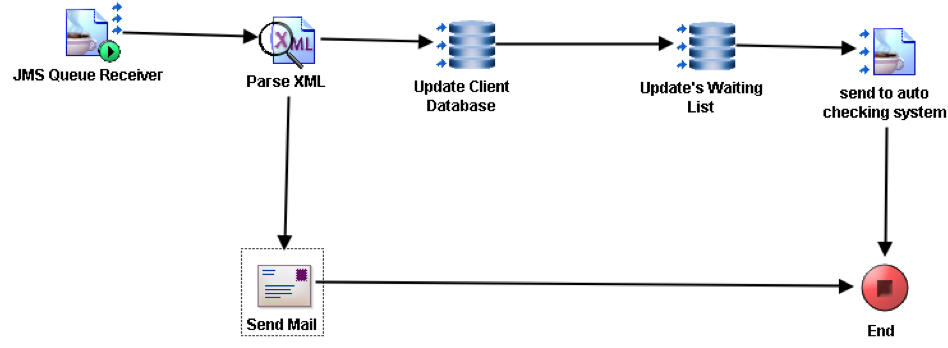 JMS Queue Receiver
XML
Parse XML
Update Client
Database
Update's Waiting
List
send to auto
checking system
Send Mail
End